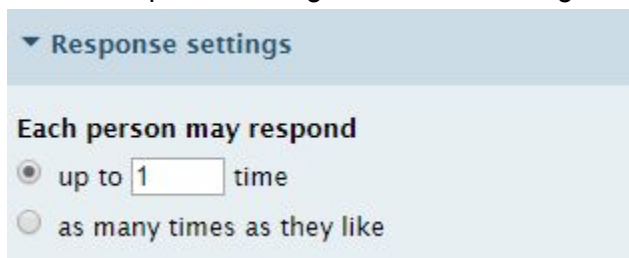 Response settings
Each person may respond
up to 1 time
as many times as they like